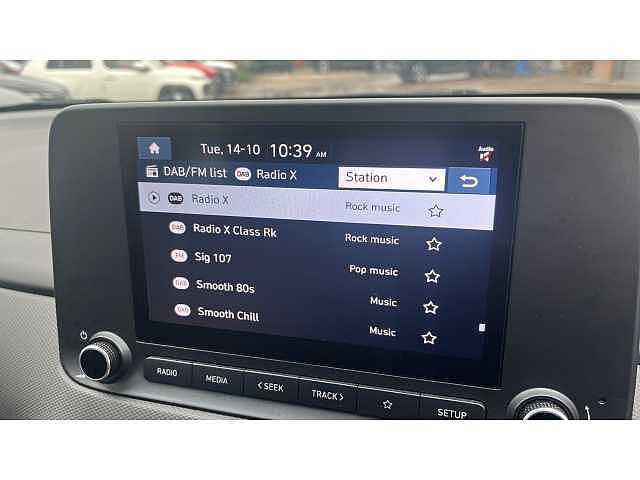 Tue, 14-10 10:39 AM Audio
DAB/FM list DAB Radio X Station
DAB Radio X Rock music
DAB Radio X Class Rk Rock music
FM Sig 107 Pop music
DAB Smooth 80s Music
DAB Smooth Chill Music
RADIO MEDIA < SEEK TRACK > SETUP